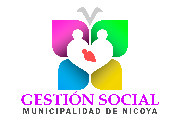 GESTIÓN SOCIAL
MUNICIPALIDAD DE NICOYA